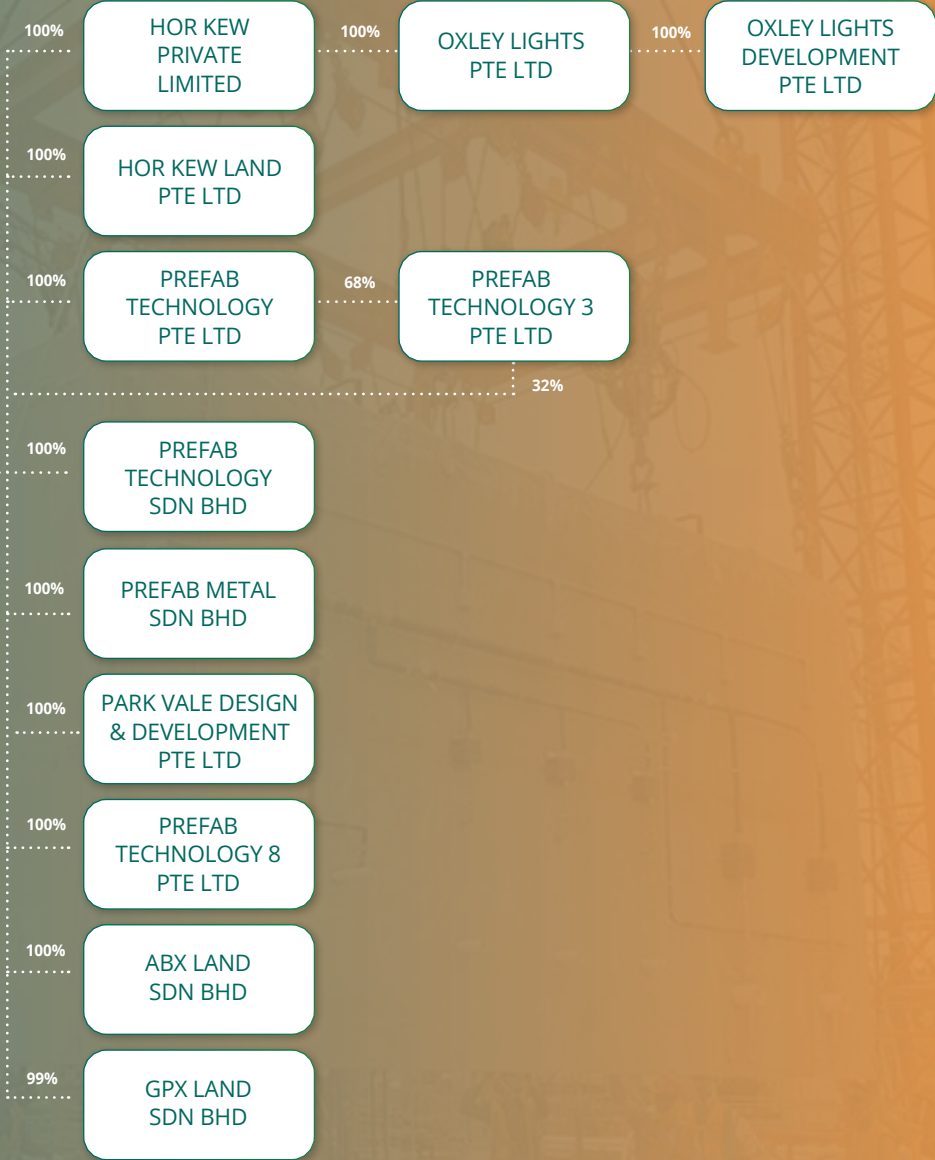 100%
HOR KEW
PRIVATE
LIMITED
100%
OXLEY LIGHTS
PTE LTD
100%
OXLEY LIGHTS
DEVELOPMENT
PTE LTD
100%
HOR KEW LAND
PTE LTD
100%
PREFAB
TECHNOLOGY
PTE LTD
68%
PREFAB
TECHNOLOGY 3
PTE LTD
32%
100%
PREFAB
TECHNOLOGY
SDN BHD
100%
PREFAB METAL
SDN BHD
100%
PARK VALE DESIGN
& DEVELOPMENT
PTE LTD
100%
PREFAB
TECHNOLOGY 8
PTE LTD
100%
ABX LAND
SDN BHD
99%
GPX LAND
SDN BHD